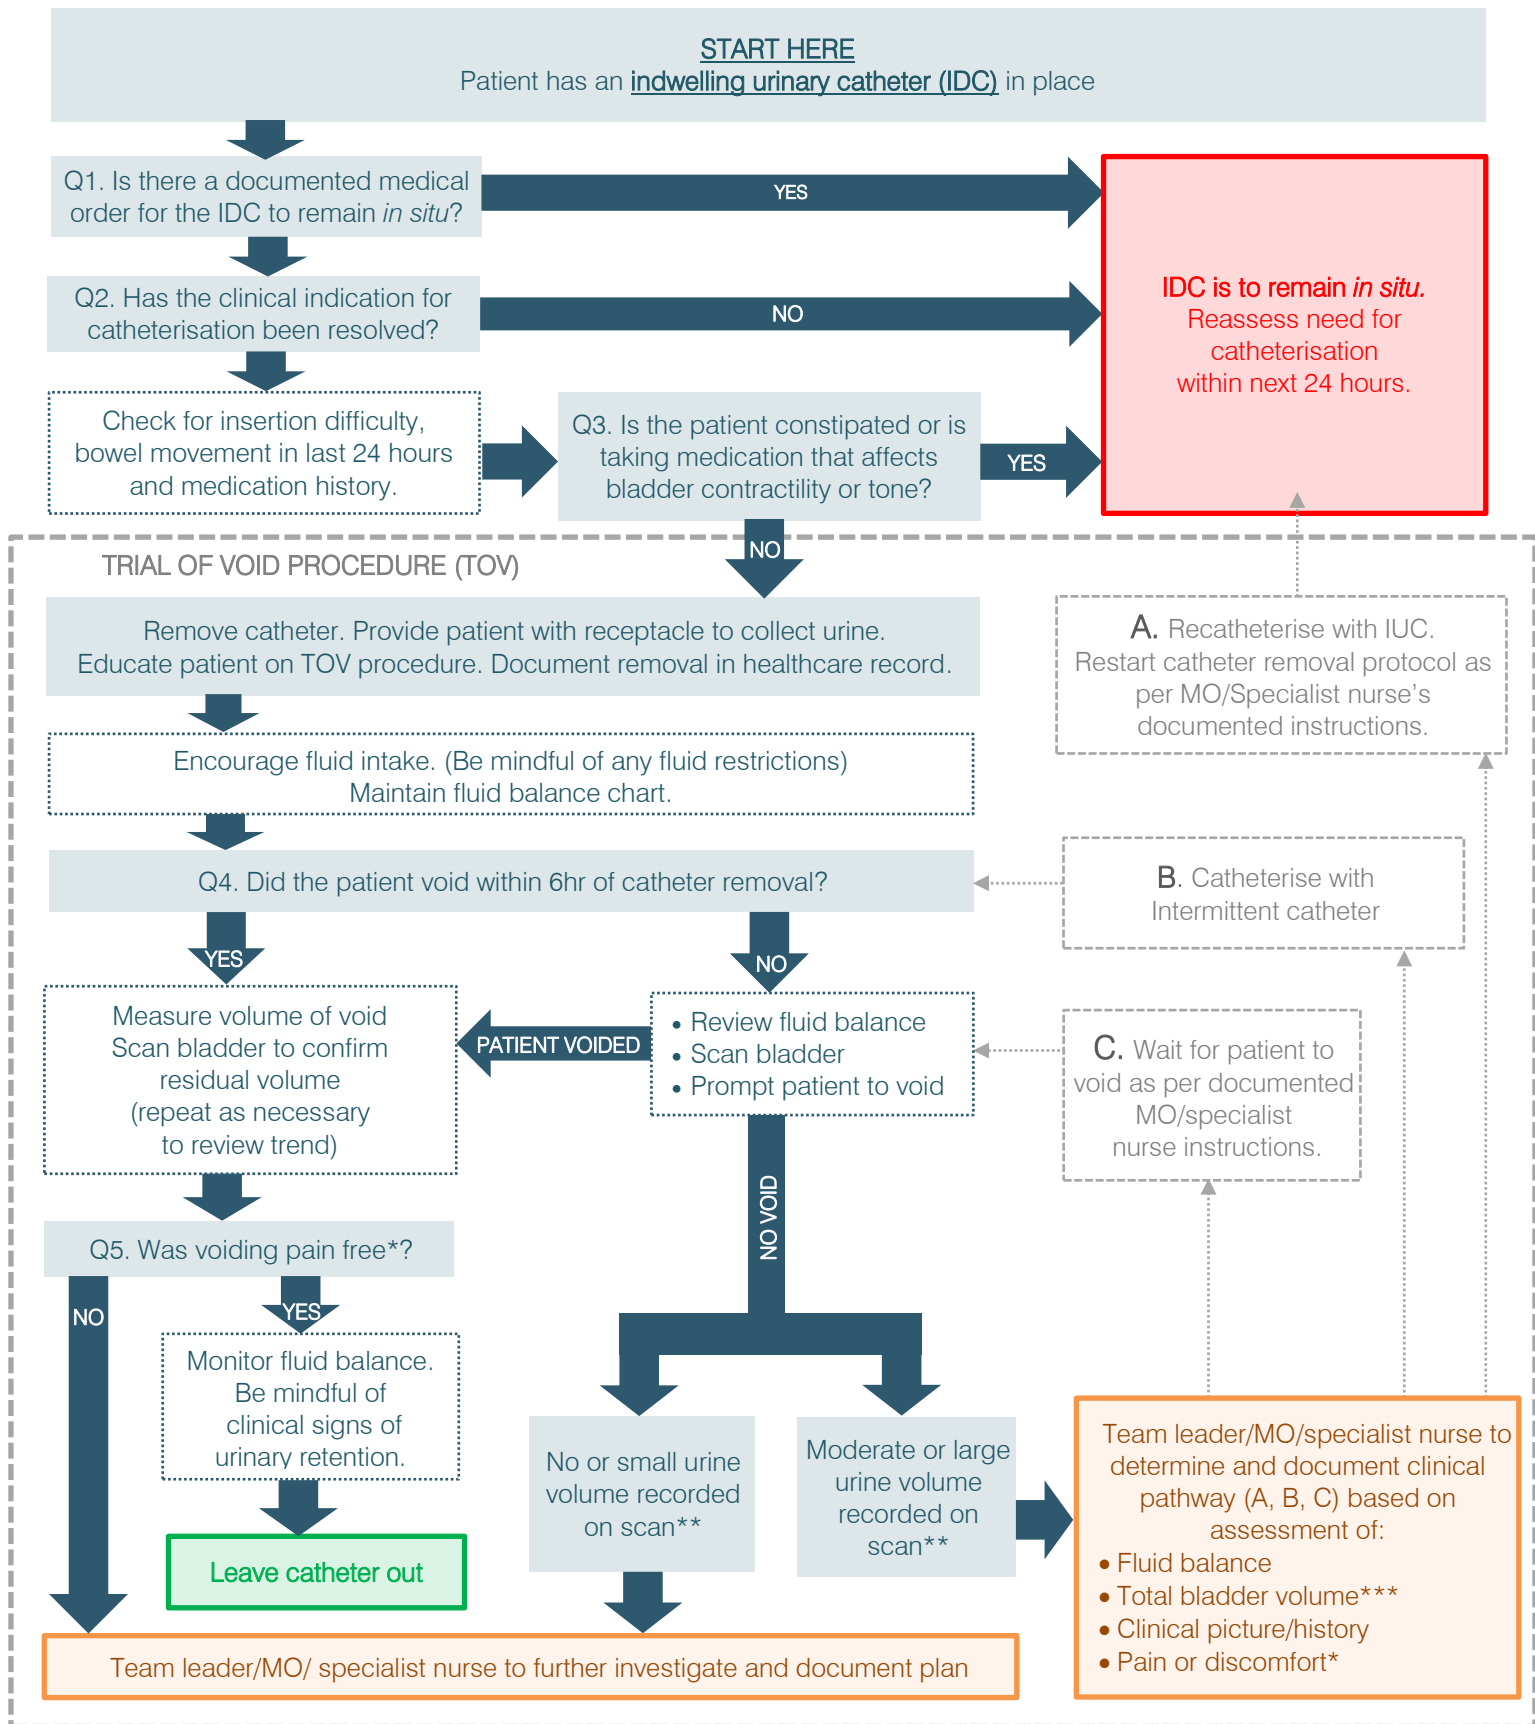 START HERE
Patient has an indwelling urinary catheter (IDC) in place
Q1. Is there a documented medical
order for the IDC to remain in situ?
YES
Q2. Has the clinical indication for
catheterisation been resolved?
NO
IDC is to remain in situ.
Reassess need for
catheterisation
within next 24 hours.
Check for insertion difficulty,
bowel movement in last 24 hours
and medication history.
Q3. Is the patient constipated or is
taking medication that affects
bladder contractility or tone?
YES
NO
TRIAL OF VOID PROCEDURE (TOV)
Remove catheter. Provide patient with receptacle to collect urine.
Educate patient on TOV procedure. Document removal in healthcare record.
A. Recatheterise with IUC.
Restart catheter removal protocol as
per MO/Specialist nurse’s
documented instructions.
Encourage fluid intake. (Be mindful of any fluid restrictions)
Maintain fluid balance chart.
Q4. Did the patient void within 6hr of catheter removal?
B. Catheterise with
Intermittent catheter
YES
NO
Measure volume of void
Scan bladder to confirm
residual volume
(repeat as necessary
to review trend)
PATIENT VOIDED
• Review fluid balance
• Scan bladder
• Prompt patient to void
C. Wait for patient to
void as per documented
MO/specialist
nurse instructions.
NO VOID
Q5. Was voiding pain free*?
NO
YES
Monitor fluid balance.
Be mindful of
clinical signs of
urinary retention.
Leave catheter out
No or small urine
volume recorded
on scan**
Moderate or large
urine volume
recorded on
scan**
Team leader/MO/specialist nurse to
determine and document clinical
pathway (A, B, C) based on
assessment of:
• Fluid balance
• Total bladder volume***
• Clinical picture/history
• Pain or discomfort*
Team leader/MO/ specialist nurse to further investigate and document plan